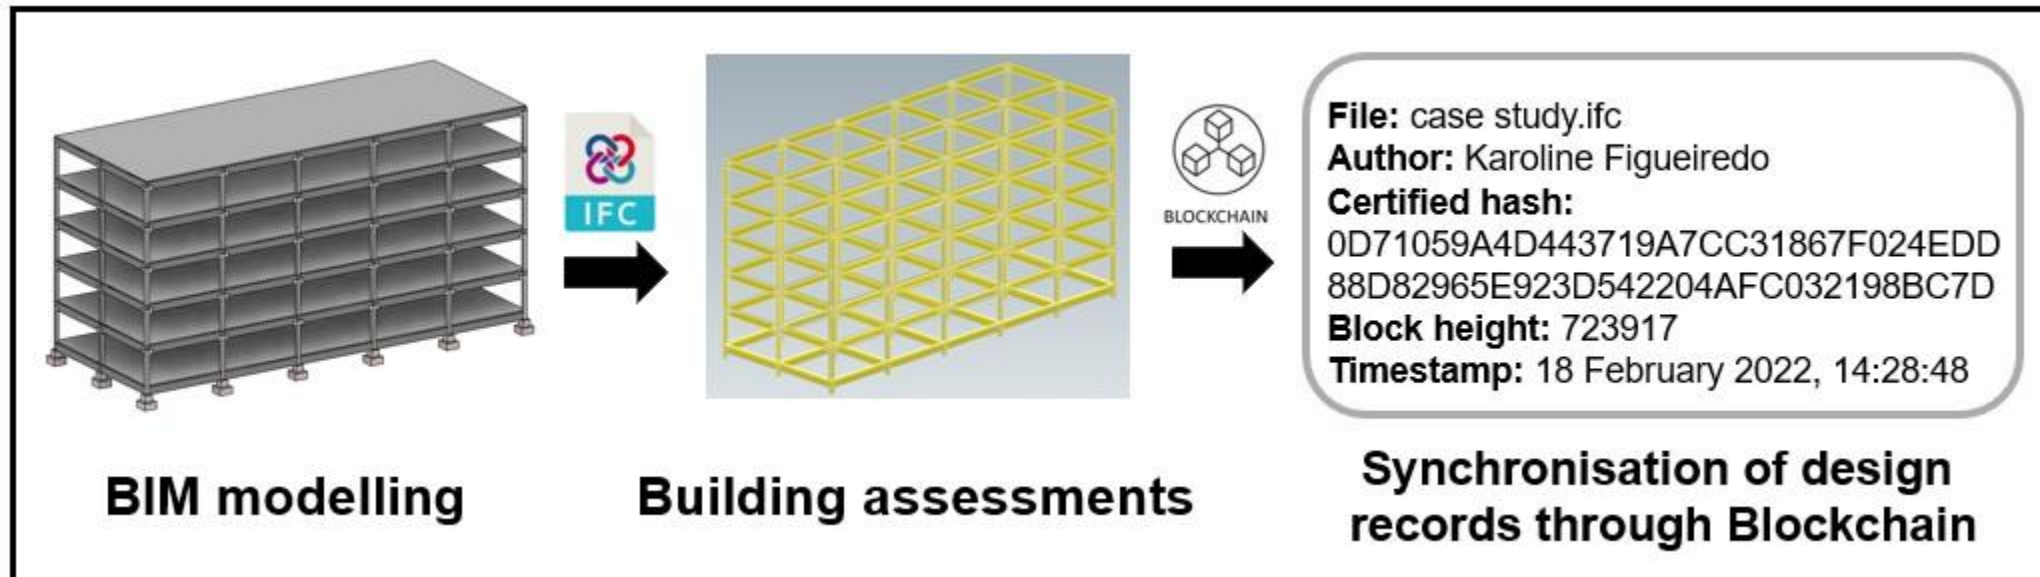 IFC
BLOCKCHAIN
File: case study.ifc
Author: Karoline Figueiredo
Certified hash:
0D71059A4D443719A7CC31867F024EDD
88D82965E923D542204AFC032198BC7D
Block height: 723917
Timestamp: 18 February 2022, 14:28:48
BIM modelling
Building assessments
Synchronisation of design
records through Blockchain